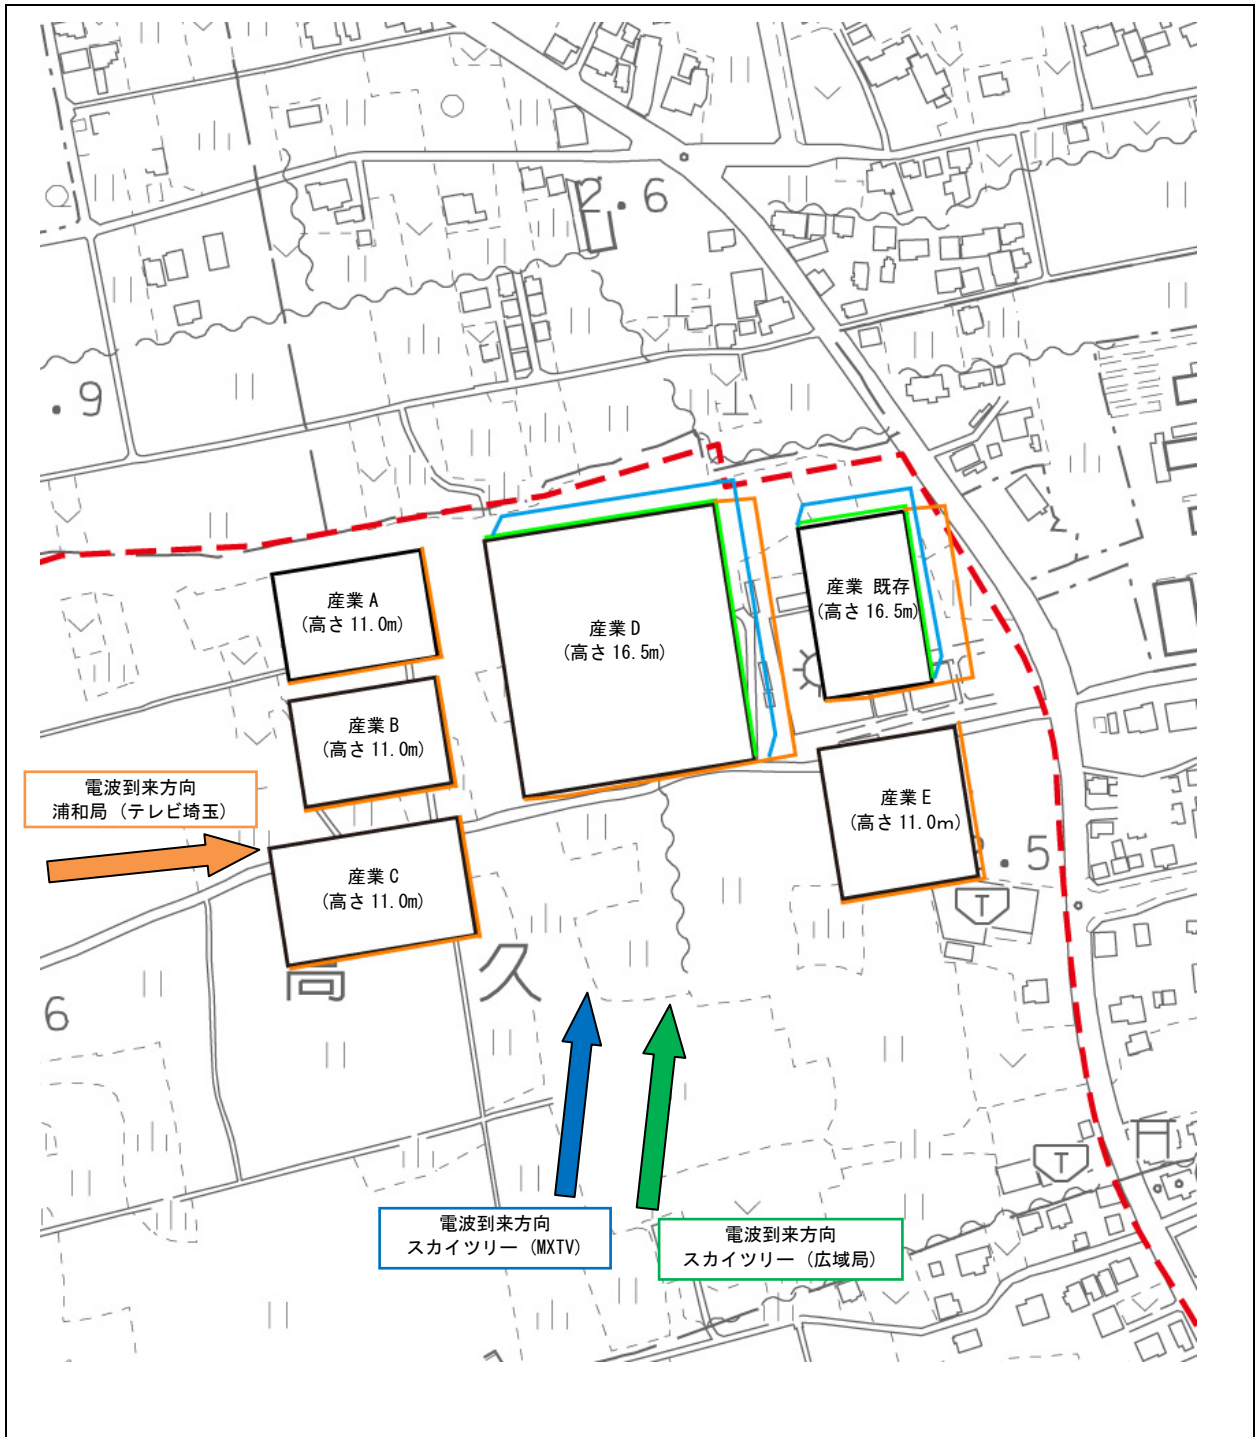 2.6
.9
産業 A
(高さ 11.0m)
産業 D
(高さ 16.5m)
産業 既存
(高さ 16.5m)
産業 B
(高さ 11.0m)
電波到来方向
浦和局（テレビ埼玉）
産業 E
(高さ 11.0m)
.5
産業 C
(高さ 11.0m)
T
高 久
6
T
電波到来方向
スカイツリー（MXTV）
電波到来方向
スカイツリー（広域局）